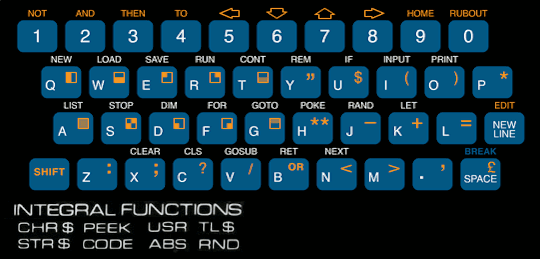 NOT AND THEN TO HOME RUBOUT
1 2 3 4 5 6 7 8 9 0
NEW LOAD SAVE RUN CONT REM IF INPUT PRINT
Q W E R T Y " U $ I ( O ) P *
LIST STOP DIM FOR GOTO POKE RAND LET EDIT
A S D F G H ** J - K + L = NEW LINE
CLEAR CLS GOSUB RET NEXT BREAK
SHIFT Z : X ; C ? V / B OR N < M > . , £ SPACE
INTEGRAL FUNCTIONS
CHR $ PEEK USR TL$
STR $ CODE ABS RND